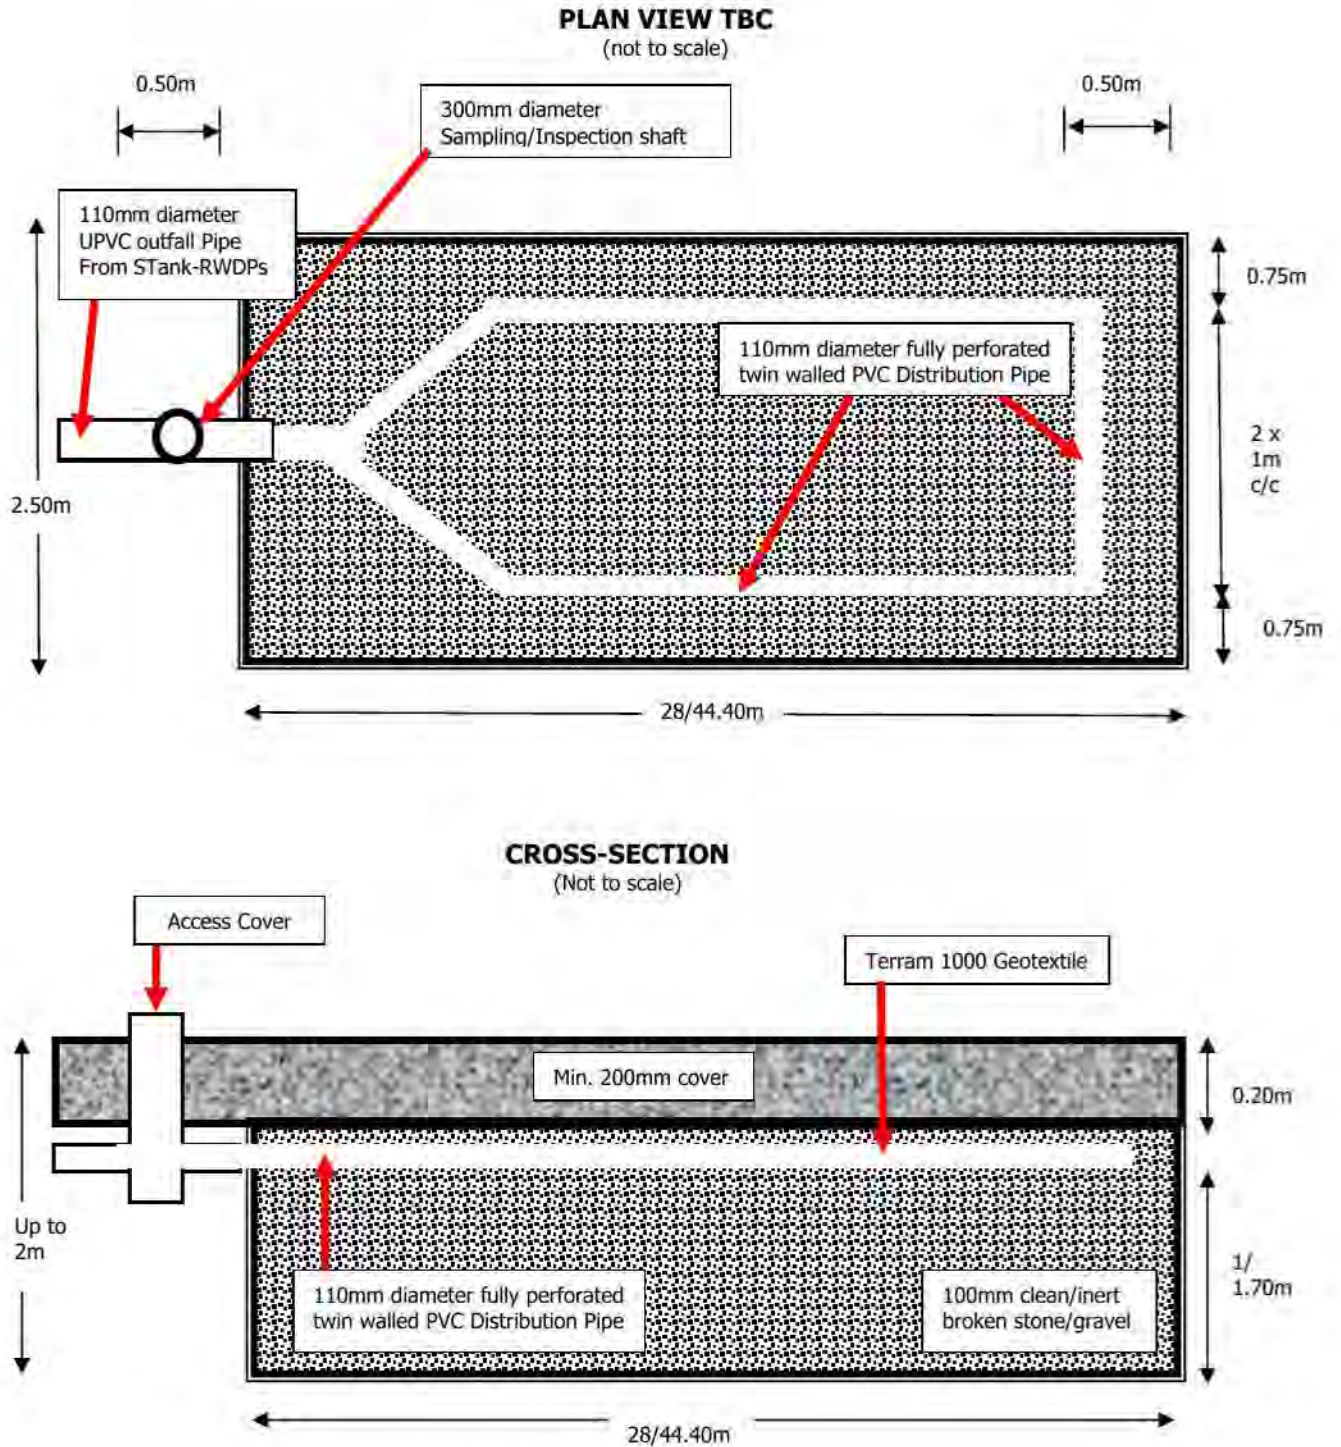 PLAN VIEW TBC
(not to scale)
0.50m
0.50m
300mm diameter
Sampling/Inspection shaft
110mm diameter
UPVC outfall Pipe
From STank-RWDPs
0.75m
110mm diameter fully perforated
twin walled PVC Distribution Pipe
2 x
1m
c/c
2.50m
0.75m
28/44.40m
CROSS-SECTION
(Not to scale)
Access Cover
Terram 1000 Geotextile
Min. 200mm cover
0.20m
Up to
2m
1/
1.70m
110mm diameter fully perforated
twin walled PVC Distribution Pipe
100mm clean/inert
broken stone/gravel
28/44.40m